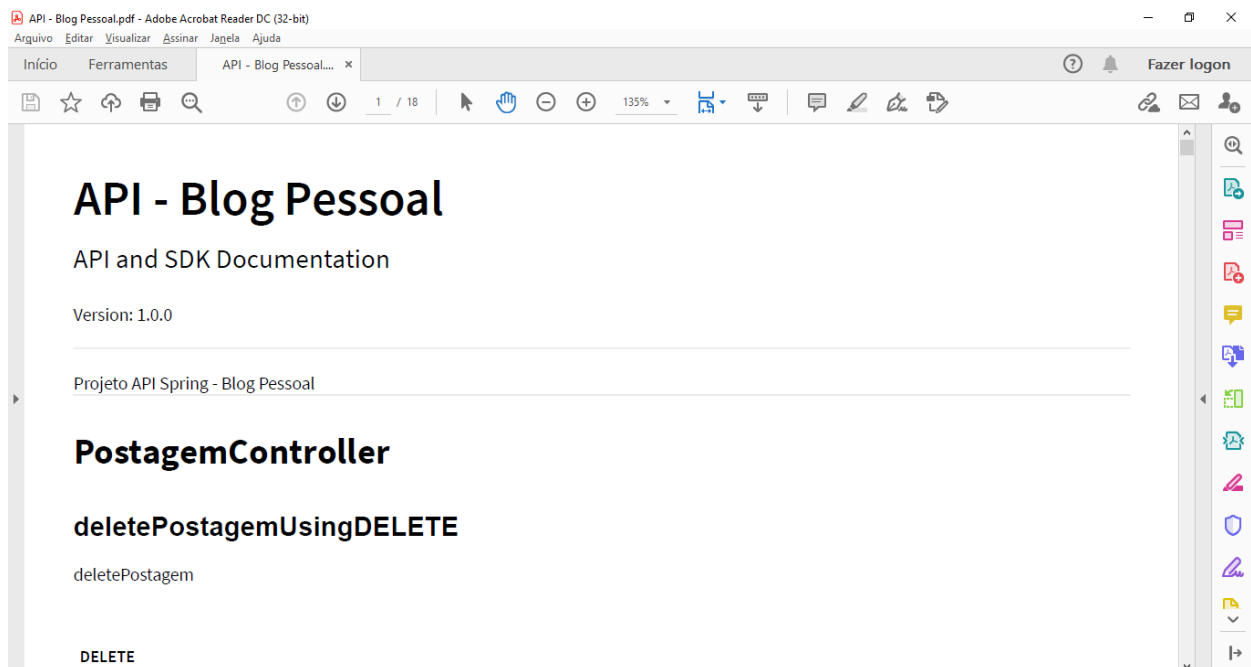 API - Blog Pessoal.pdf - Adobe Acrobat Reader DC (32-bit)
Arquivo Editar Visualizar Assinar Janela Ajuda
Início Ferramentas API - Blog Pessoal.... × Fazer logon
1 / 18 135%
API - Blog Pessoal
API and SDK Documentation
Version: 1.0.0
Projeto API Spring - Blog Pessoal
PostagemController
deletePostagemUsingDELETE
deletePostagem
DELETE